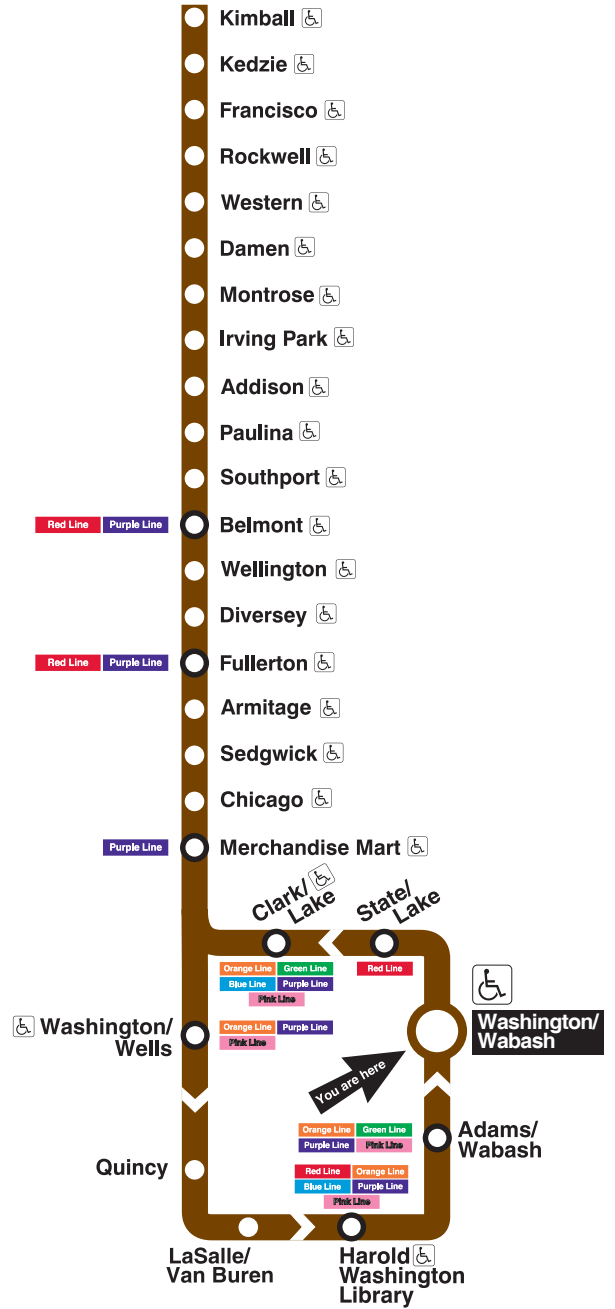 Kimball
Kedzie
Francisco
Rockwell
Western
Damen
Montrose
Irving Park
Addison
Paulina
Southport
Red Line Purple Line Belmont
Wellington
Diversey
Red Line Purple Line Fullerton
Armitage
Sedgwick
Chicago
Purple Line Merchandise Mart
Clark/
Lake
State/
Lake
Orange Line Green Line
Blue Line Purple Line
Pink Line
Red Line
Washington/
Wells
Orange Line Purple Line
Pink Line
Washington/
Wabash
You are here
Orange Line Green Line
Purple Line Pink Line
Adams/
Wabash
Quincy
Red Line Orange Line
Blue Line Purple Line
Pink Line
LaSalle/
Van Buren
Harold
Washington
Library